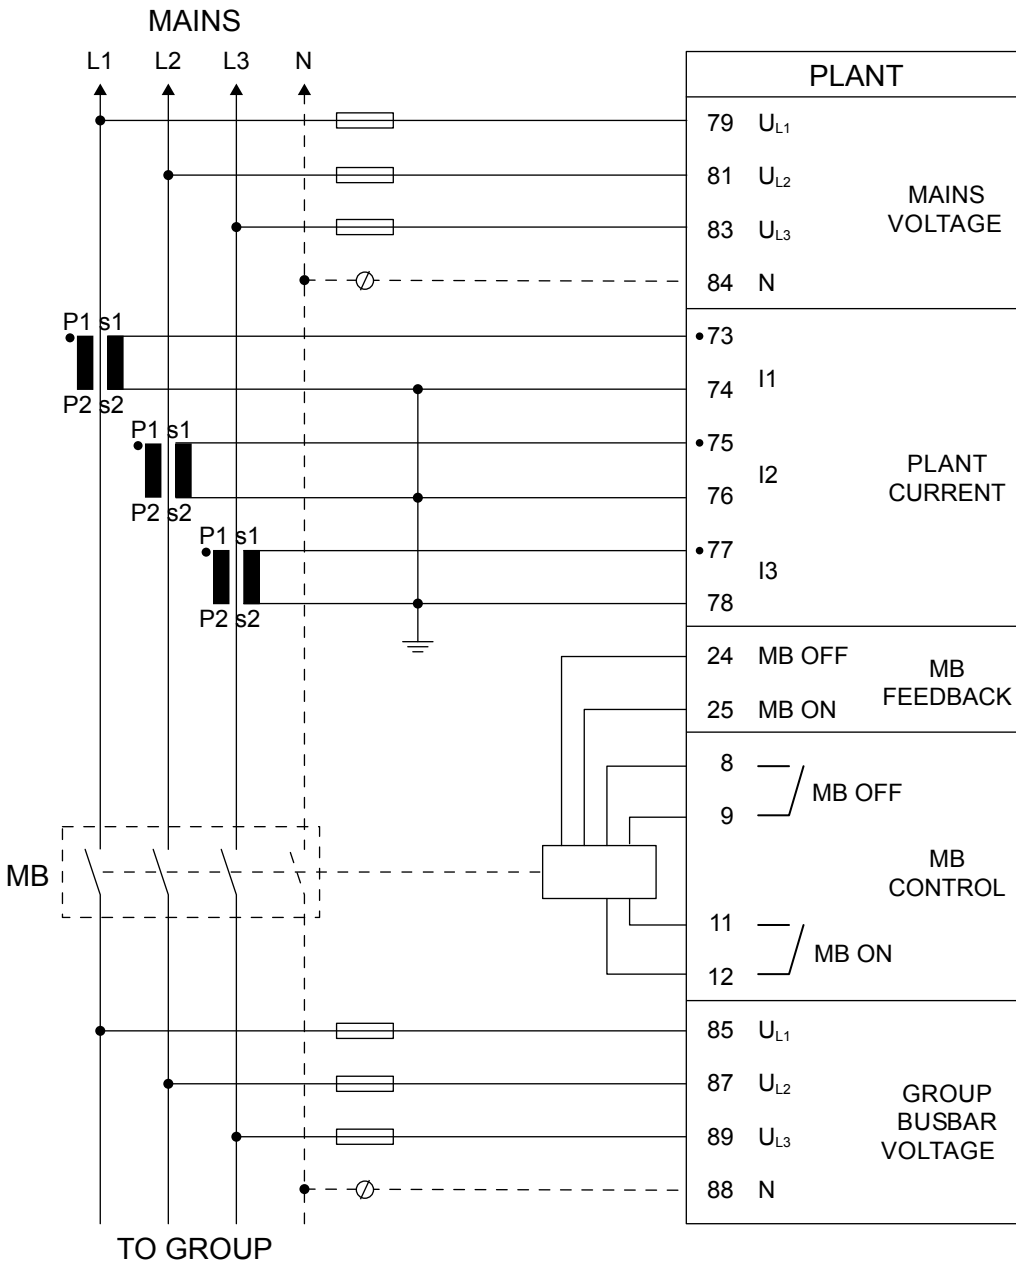 MAINS
L1 L2 L3 N
PLANT
79 UL1
81 UL2
MAINS
VOLTAGE
83 UL3
84 N
P1 s1
P2 s2
73
I1
74
P1 s1
P2 s2
75
I2
76
PLANT
CURRENT
P1 s1
P2 s2
77
I3
78
24 MB OFF
25 MB ON
MB
FEEDBACK
8
MB OFF
9
MB
MB
CONTROL
11
MB ON
12
85 UL1
87 UL2
89 UL3
88 N
GROUP
BUSBAR
VOLTAGE
TO GROUP